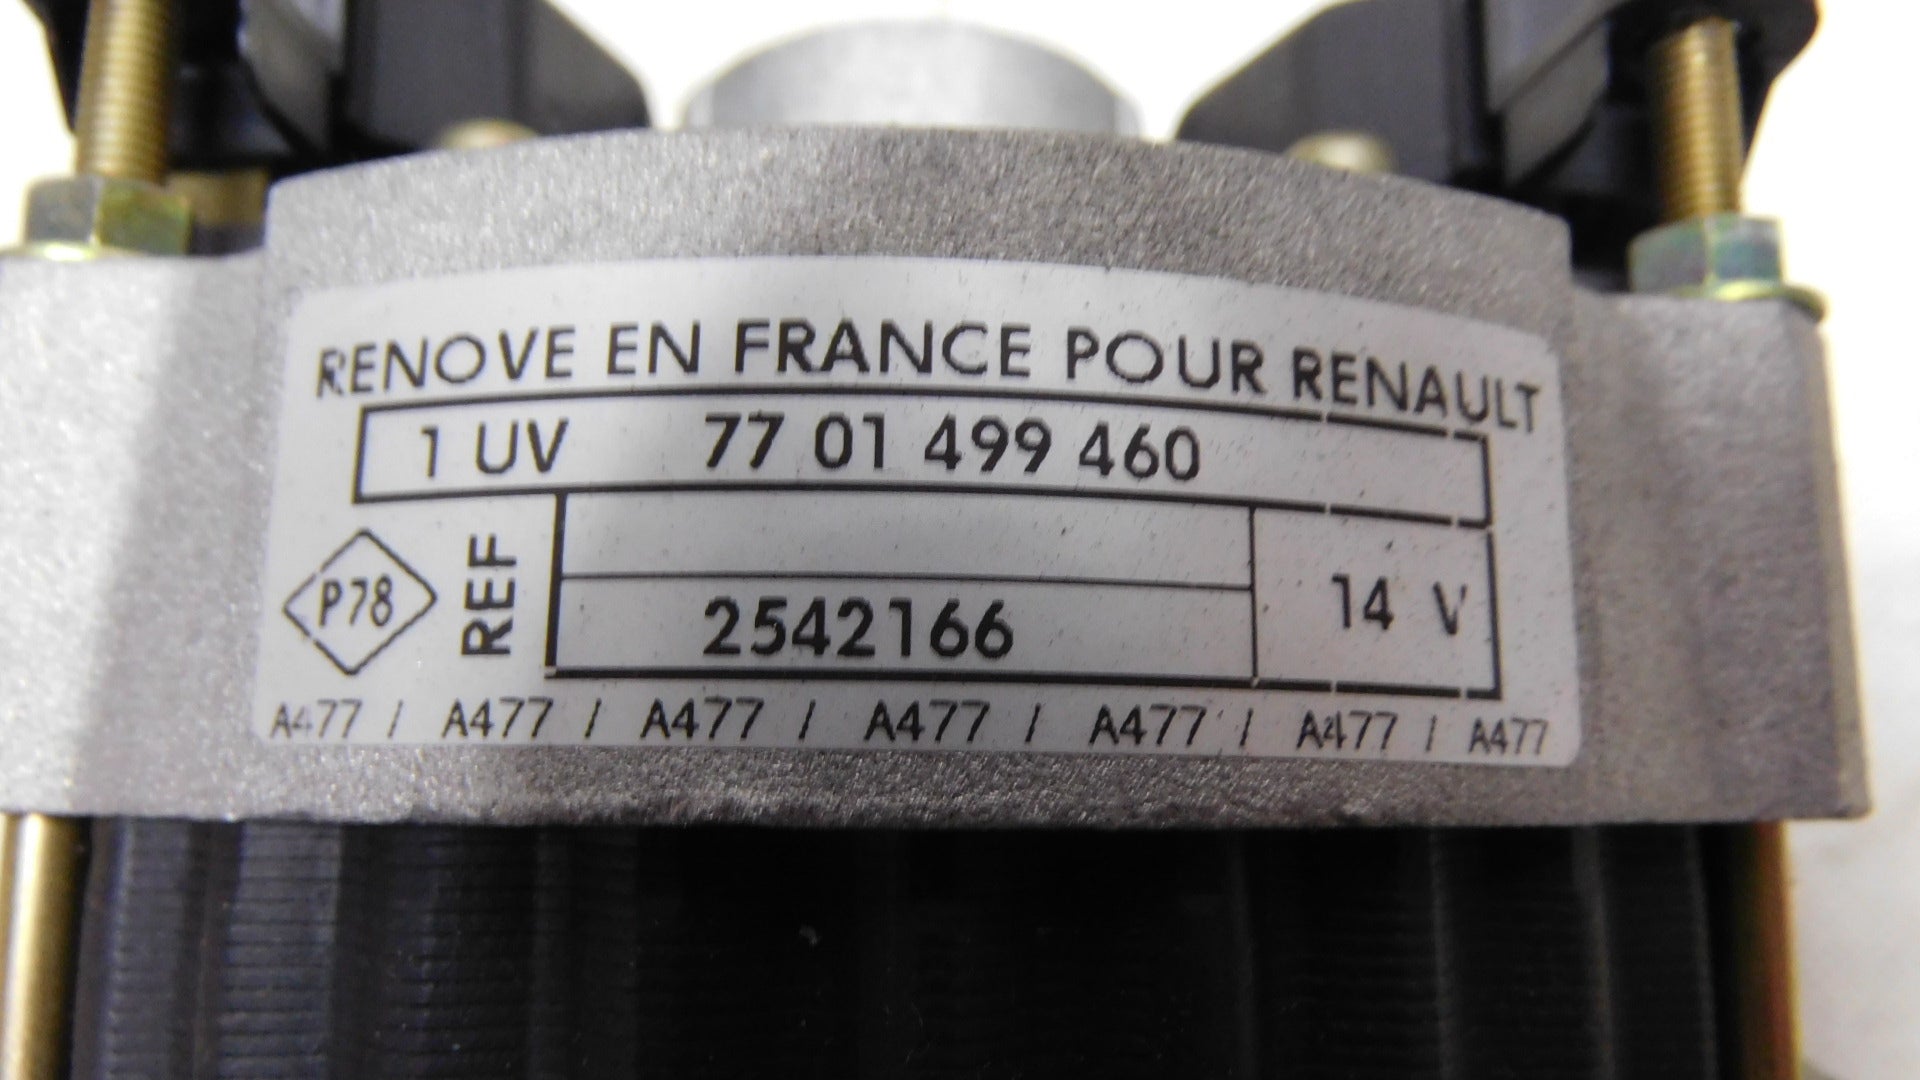 RENOVE EN FRANCE POUR RENAULT
1 UV 77 01 499 460
P78 REF 2542166 14 V
A477 / A477 / A477 / A477 / A477 / A477 / A477